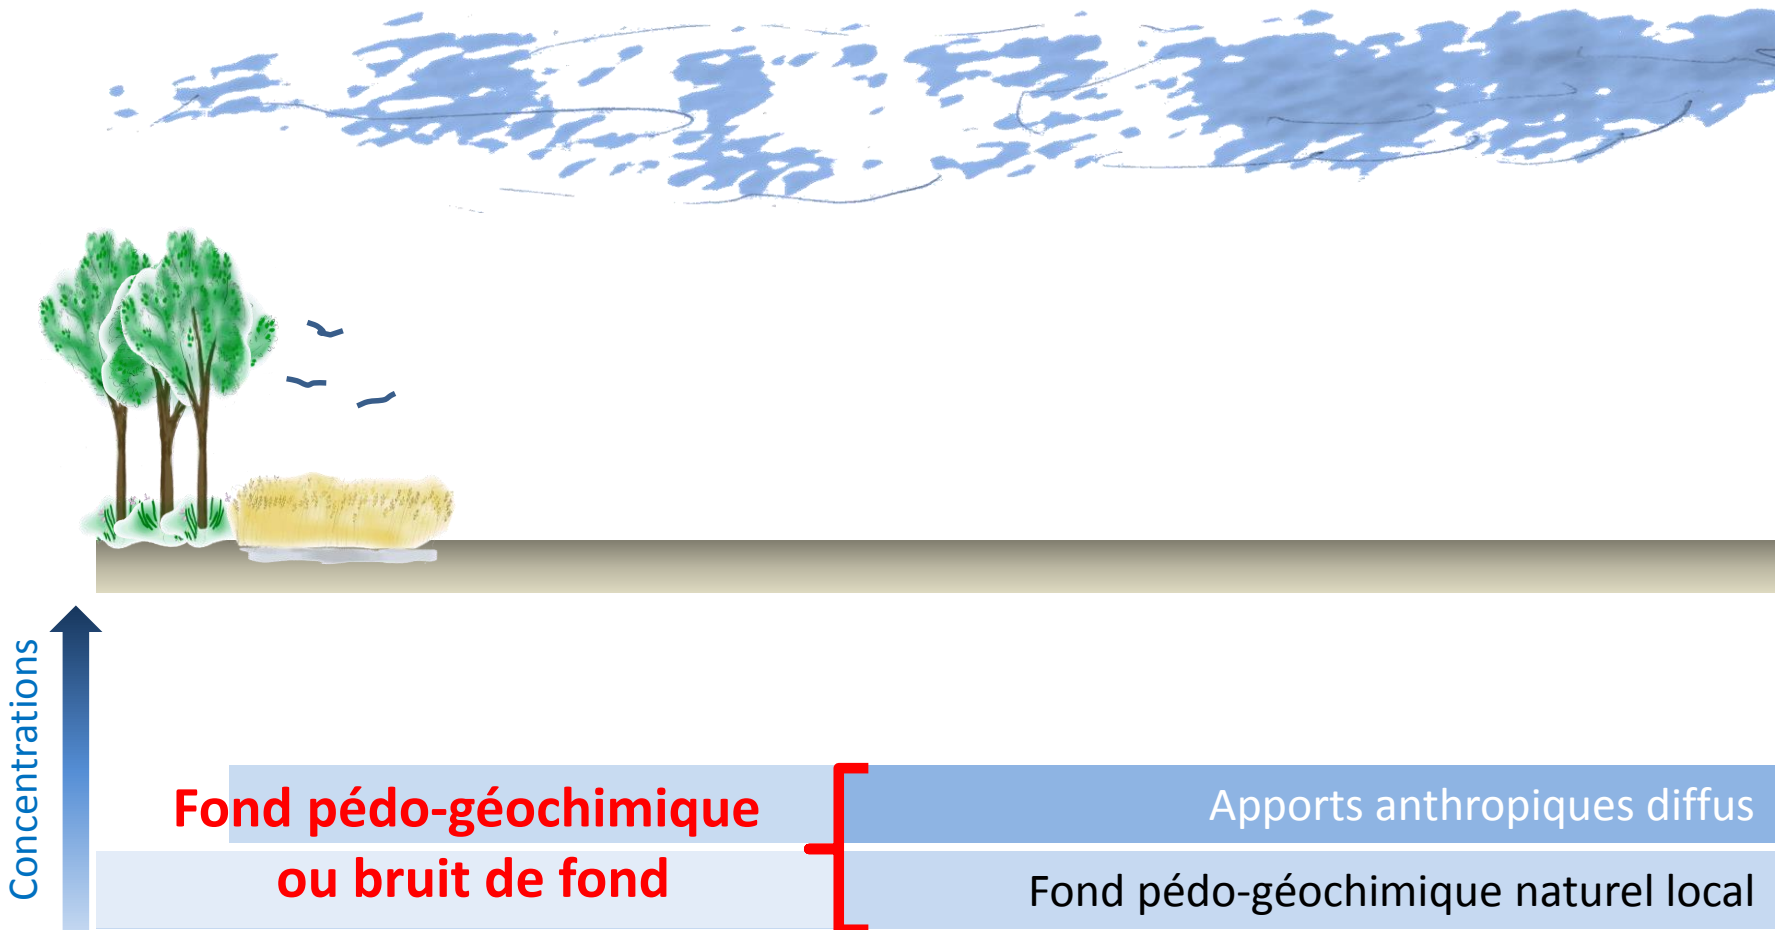 Concentrations
Fond pédo-géochimique
ou bruit de fond
Apports anthropiques diffus
Fond pédo-géochimique naturel local